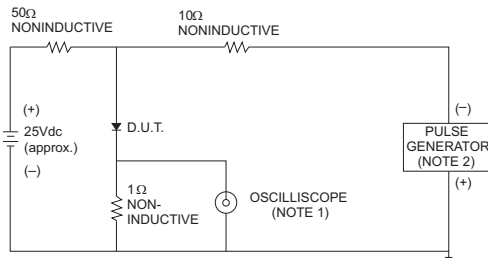 50Ω
NONINDUCTIVE
10Ω
NONINDUCTIVE
(+)
25Vdc
(approx.)
(–)
D.U.T.
1Ω
NON-
INDUCTIVE
OSCILLISCOPE
(NOTE 1)
(–)
PULSE
GENERATOR
(NOTE 2)
(+)